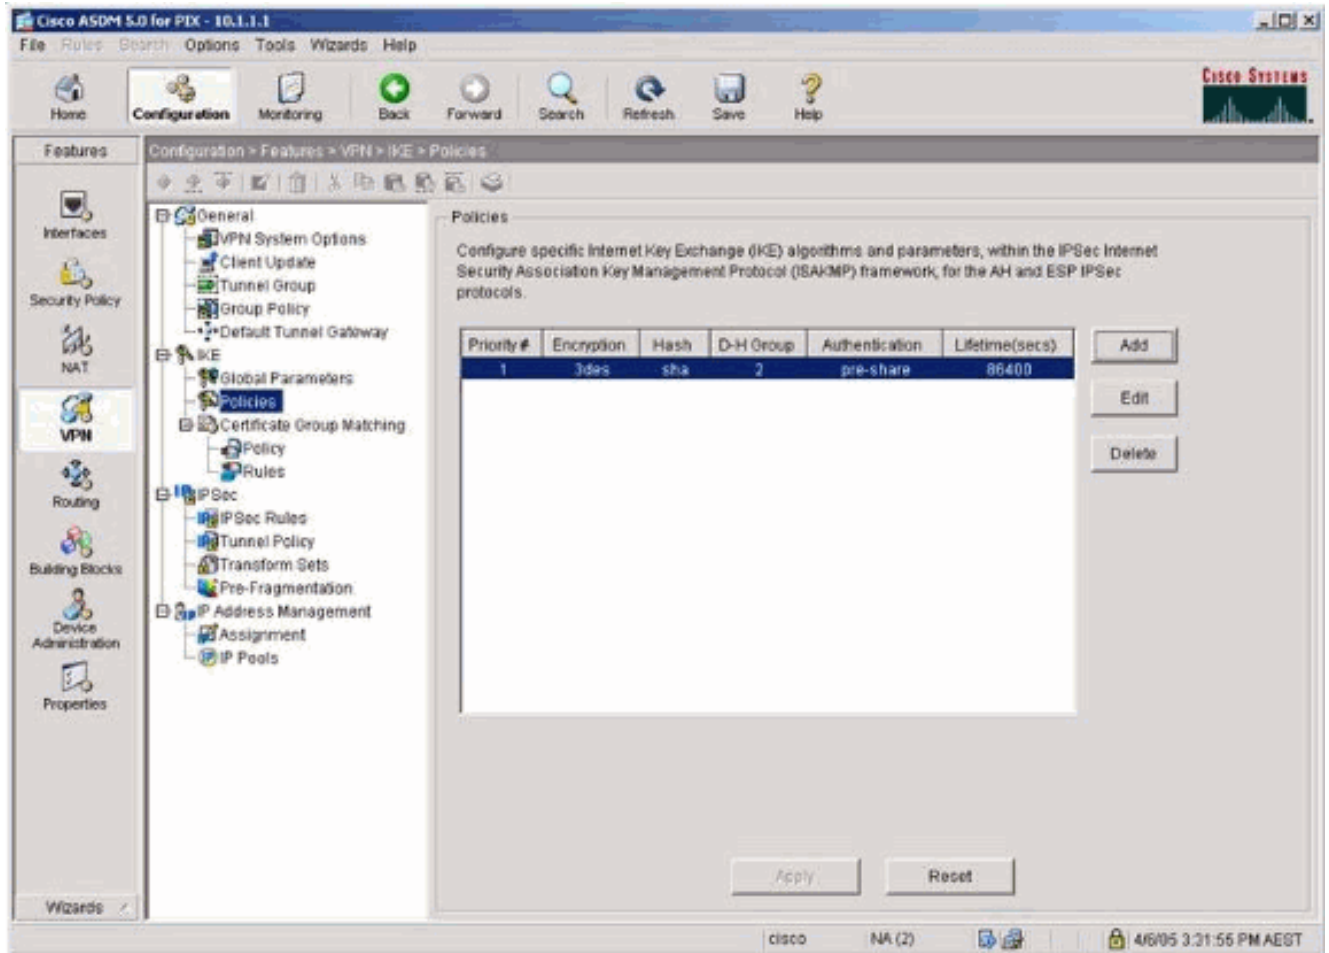 Cisco ASDM 5.0 for PIX - 10.1.1.1
File Rules Search Options Tools Wizards Help
Home Configuration Monitoring Back Forward Search Refresh Save Help
CISCO SYSTEMS
Features
Configuration > Features > VPN > IKE > Policies
Interfaces
Security Policy
NAT
VPN
Routing
Building Blocks
Device
Administration
Properties
Wizards
General
VPN System Options
Client Update
Tunnel Group
Group Policy
Default Tunnel Gateway
IKE
Global Parameters
Policies
Certificate Group Matching
Policy
Rules
IPSec
IPSec Rules
Tunnel Policy
Transform Sets
Pre-Fragmentation
IP Address Management
Assignment
IP Pools
Policies
Configure specific Internet Key Exchange (IKE) algorithms and parameters, within the IPSec Internet
Security Association Key Management Protocol (ISAKMP) framework, for the AH and ESP IPSec
protocols.
Priority # Encryption Hash D-H Group Authentication Lifetime(secs)
1 3des sha 2 pre-share 86400
Add
Edit
Delete
Apply Reset
cisco NA (2) 4/6/05 3:21:55 PM AEST